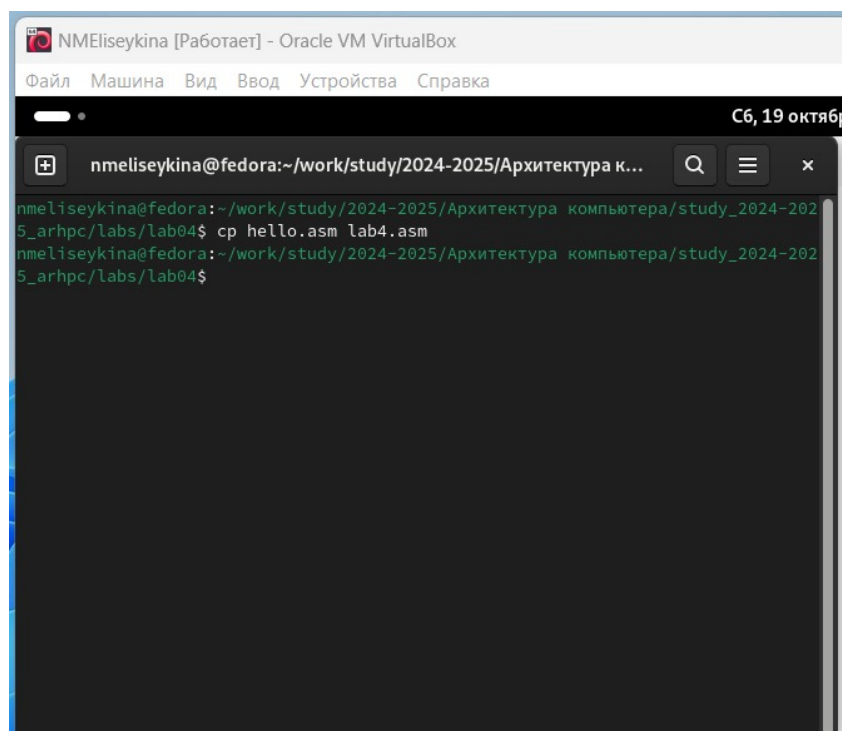 NMEliseykina [Работает] - Oracle VM VirtualBox
Файл Машина Вид Ввод Устройства Справка
Сб, 19 октяб
nmeliseykina@fedora:~/work/study/2024-2025/Архитектура к...
nmeliseykina@fedora:~/work/study/2024-2025/Архитектура компьютера/study_2024-202
5_arhpc/labs/lab04$ cp hello.asm lab4.asm
nmeliseykina@fedora:~/work/study/2024-2025/Архитектура компьютера/study_2024-202
5_arhpc/labs/lab04$